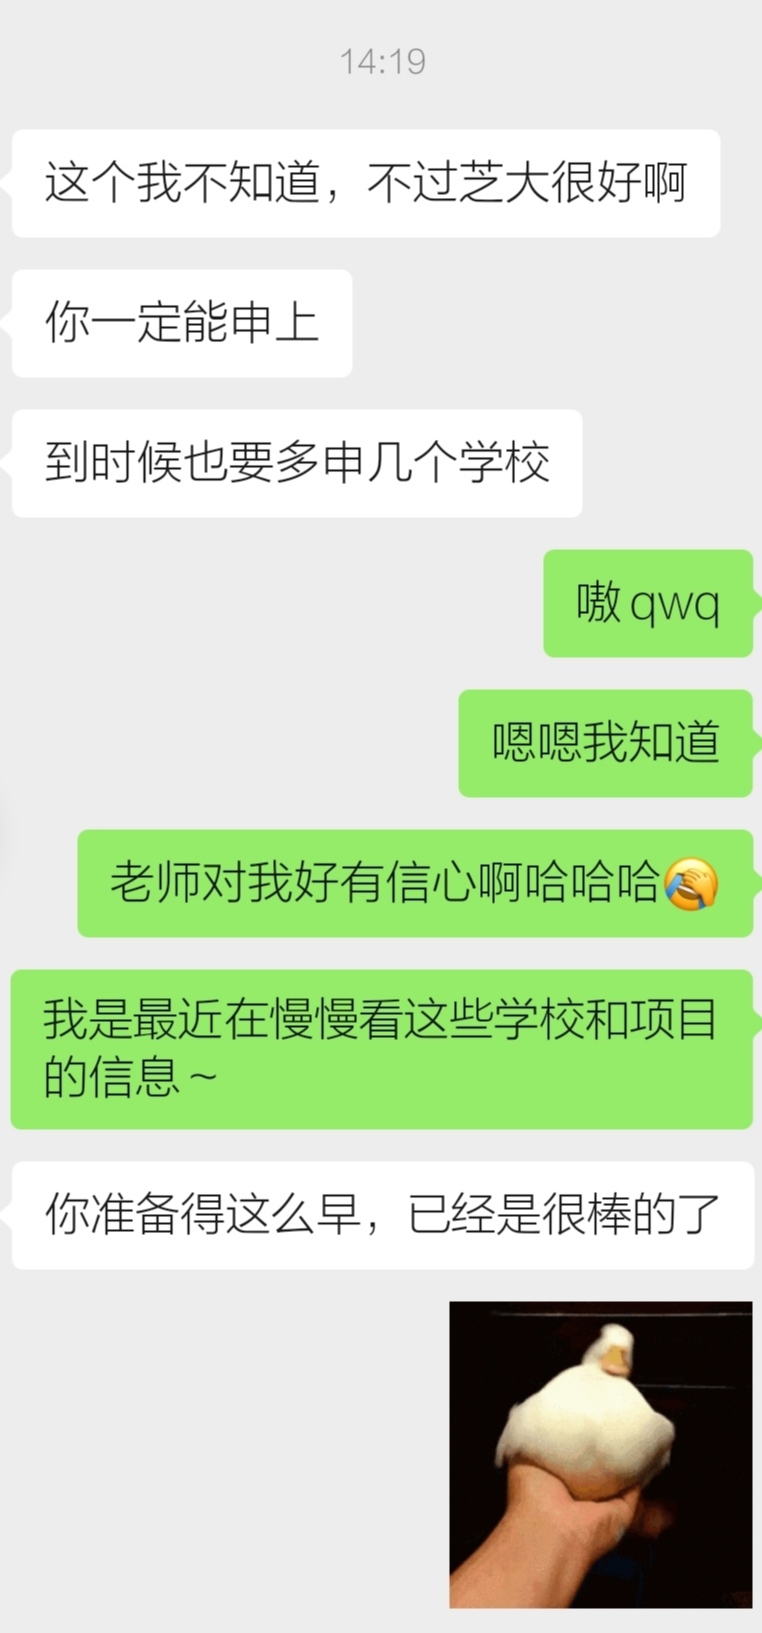 14:19
这个我不知道，不过芝大很好啊
你一定能申上
到时候也要多申几个学校
嗷qwq
嗯嗯我知道
老师对我好有信心啊哈哈哈🤦
我是最近在慢慢看这些学校和项目
的信息～
你准备得这么早，已经是很棒的了